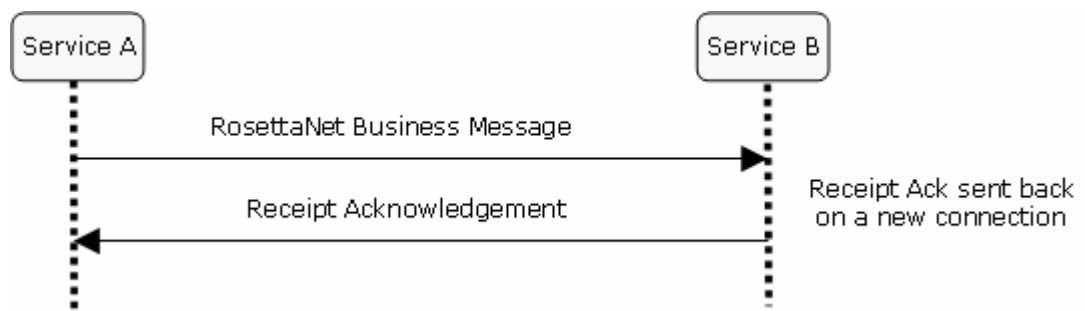 Service A
Service B
RosettaNet Business Message
Receipt Acknowledgement
Receipt Ack sent back
on a new connection